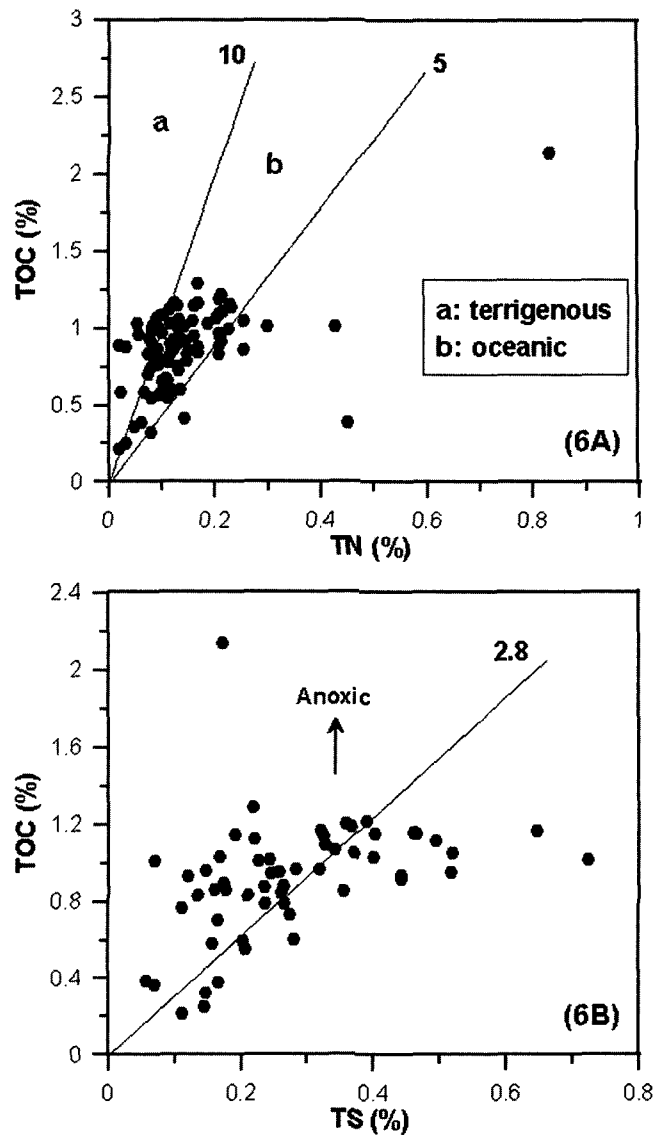 3
10
5
2.5
a
b
2
TOC (%)
1.5
a: terrigenous
1
b: oceanic
0.5
(6A)
0
0 0.2 0.4 0.6 0.8 1
TN (%)
2.4
2.8
2
Anoxic
1.6
TOC (%)
1.2
0.8
0.4
(6B)
0
0 0.2 0.4 0.6 0.8
TS (%)